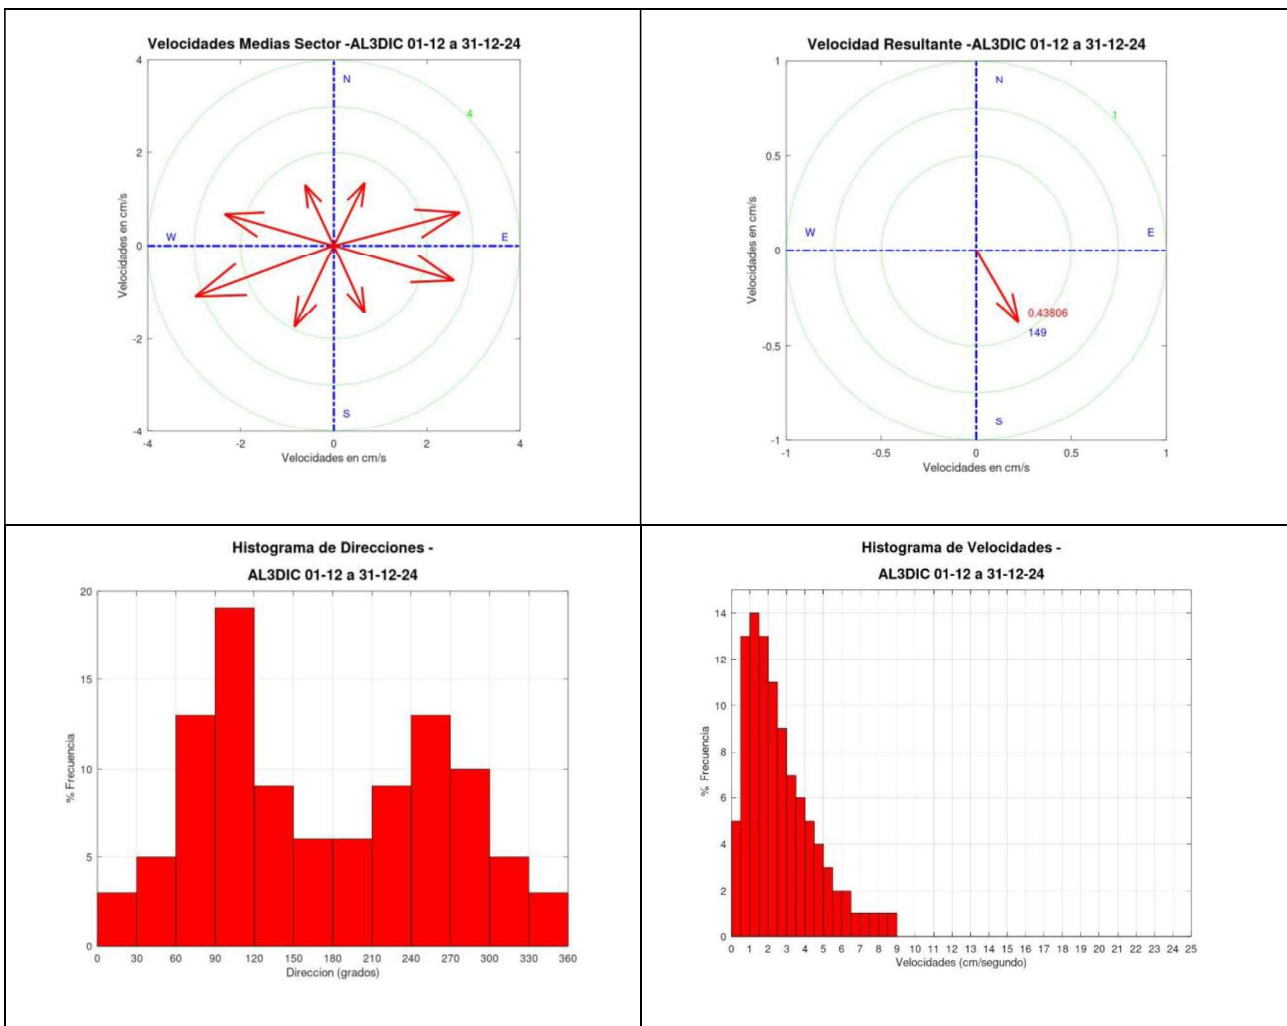 Velocidades Medias Sector -AL3DIC 01-12 a 31-12-24
4
N
4
2
Velocidades en cm/s
W
E
0
-2
S
-4
-4 -2 0 2 4
Velocidades en cm/s
Velocidad Resultante -AL3DIC 01-12 a 31-12-24
1
N
1
0.5
Velocidades en cm/s
W
E
0
0.43806
149
-0.5
S
-1
-1 -0.5 0 0.5 1
Velocidades en cm/s
Histograma de Direcciones -
AL3DIC 01-12 a 31-12-24
20
15
% Frecuencia
10
5
0
0 30 60 90 120 150 180 210 240 270 300 330 360
Direccion (grados)
Histograma de Velocidades -
AL3DIC 01-12 a 31-12-24
14
12
10
8
% Frecuencia
6
4
2
0
0 1 2 3 4 5 6 7 8 9 10 11 12 13 14 15 16 17 18 19 20 21 22 23 24 25
Velocidades (cm/segundo)